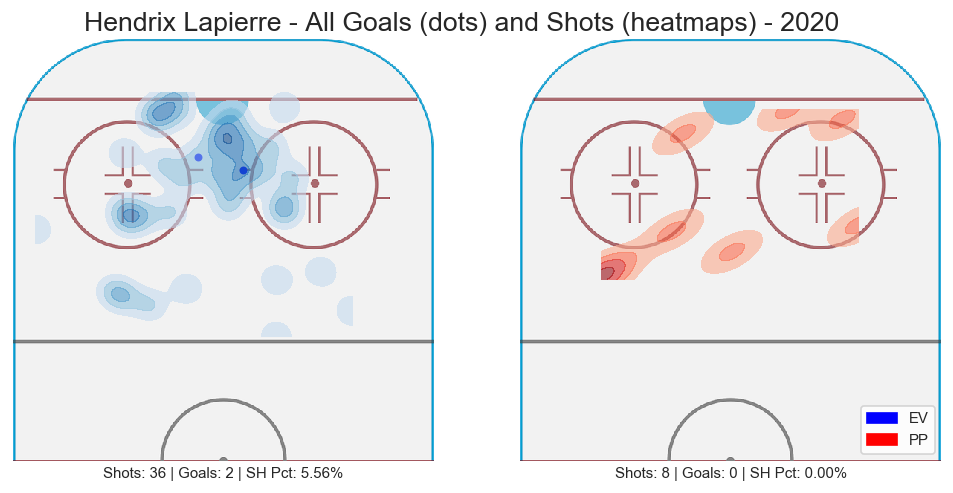 Hendrix Lapierre - All Goals (dots) and Shots (heatmaps) - 2020
EV
PP
Shots: 36 | Goals: 2 | SH Pct: 5.56%
Shots: 8 | Goals: 0 | SH Pct: 0.00%